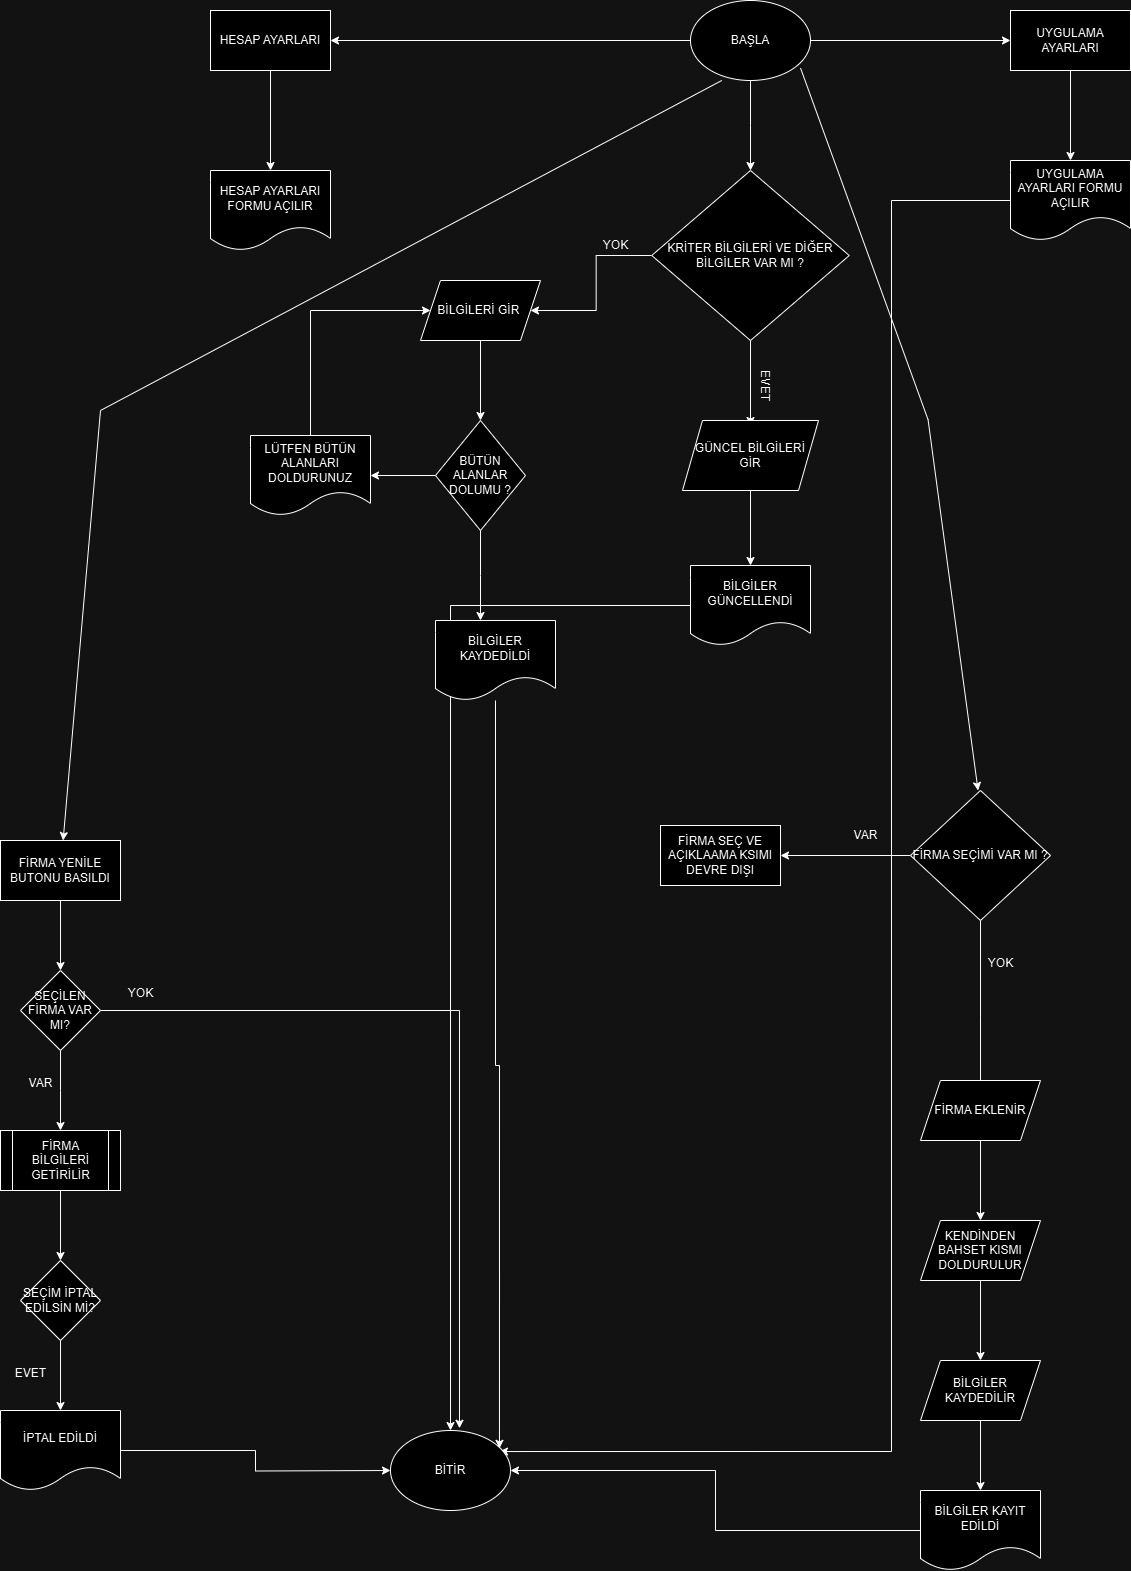 HESAP AYARLARI
BAŞLA
UYGULAMA
AYARLARI
HESAP AYARLARI
FORMU AÇILIR
UYGULAMA
AYARLARI FORMU
AÇILIR
YOK
KRİTER BİLGİLERİ VE DİĞER
BİLGİLER VAR MI ?
BİLGİLERİ GİR
EVET
LÜTFEN BÜTÜN
ALANLARI
DOLDURUNUZ
BÜTÜN
ALANLAR
DOLUMU ?
GÜNCEL BİLGİLERİ
GİR
BİLGİLER
GÜNCELLENDİ
BİLGİLER
KAYDEDİLDİ
FİRMA YENİLE
BUTONU BASILDI
FİRMA SEÇ VE
AÇIKLAAMA KSIMI
DEVRE DIŞI
VAR
FİRMA SEÇİMİ VAR MI ?
YOK
SEÇİLEN
FİRMA VAR
MI?
YOK
VAR
FİRMA
BİLGİLERİ
GETİRİLİR
FİRMA EKLENİR
KENDİNDEN
BAHSET KISMI
DOLDURULUR
SEÇİM İPTAL
EDİLSİN Mİ?
EVET
BİLGİLER
KAYDEDİLİR
İPTAL EDİLDİ
BİTİR
BİLGİLER KAYIT
EDİLDİ